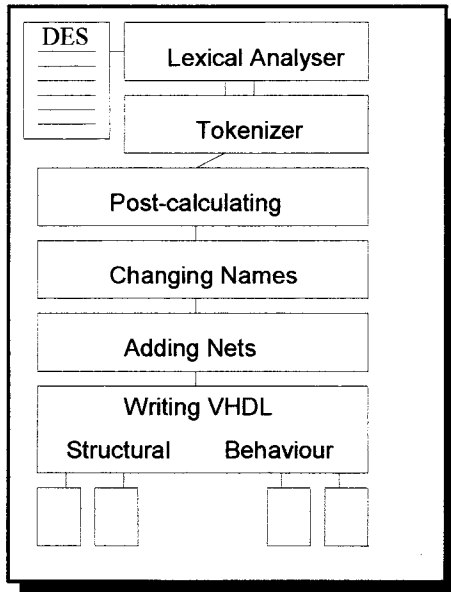 DES
Lexical Analyser
Tokenizer
Post-calculating
Changing Names
Adding Nets
Writing VHDL
Structural Behaviour